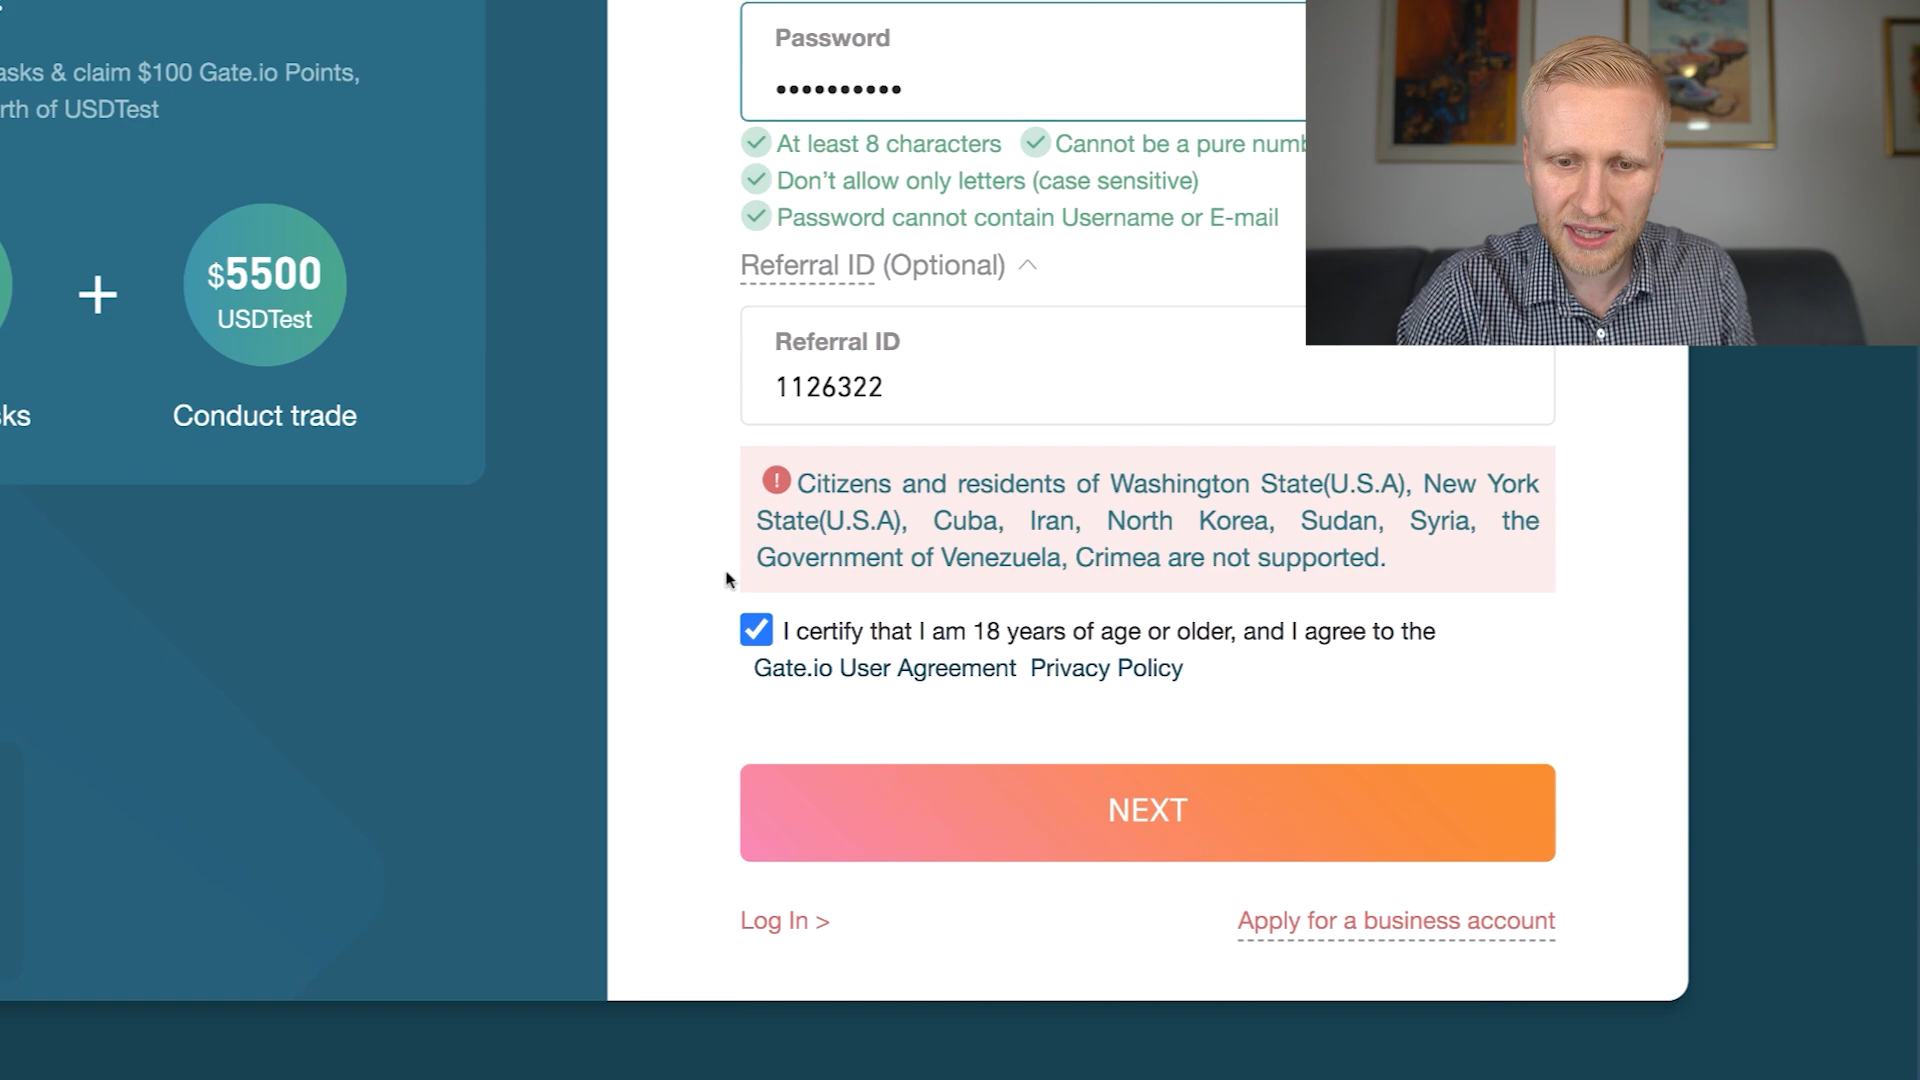 asks & claim $100 Gate.io Points,
rth of USDTest
+
$5500
USDTest
ks
Conduct trade
Password
••••••••••
At least 8 characters Cannot be a pure numb
Don't allow only letters (case sensitive)
Password cannot contain Username or E-mail
Referral ID (Optional)
Referral ID
1126322
! Citizens and residents of Washington State(U.S.A), New York
State(U.S.A), Cuba, Iran, North Korea, Sudan, Syria, the
Government of Venezuela, Crimea are not supported.
I certify that I am 18 years of age or older, and I agree to the
Gate.io User Agreement Privacy Policy
NEXT
Log In >
Apply for a business account